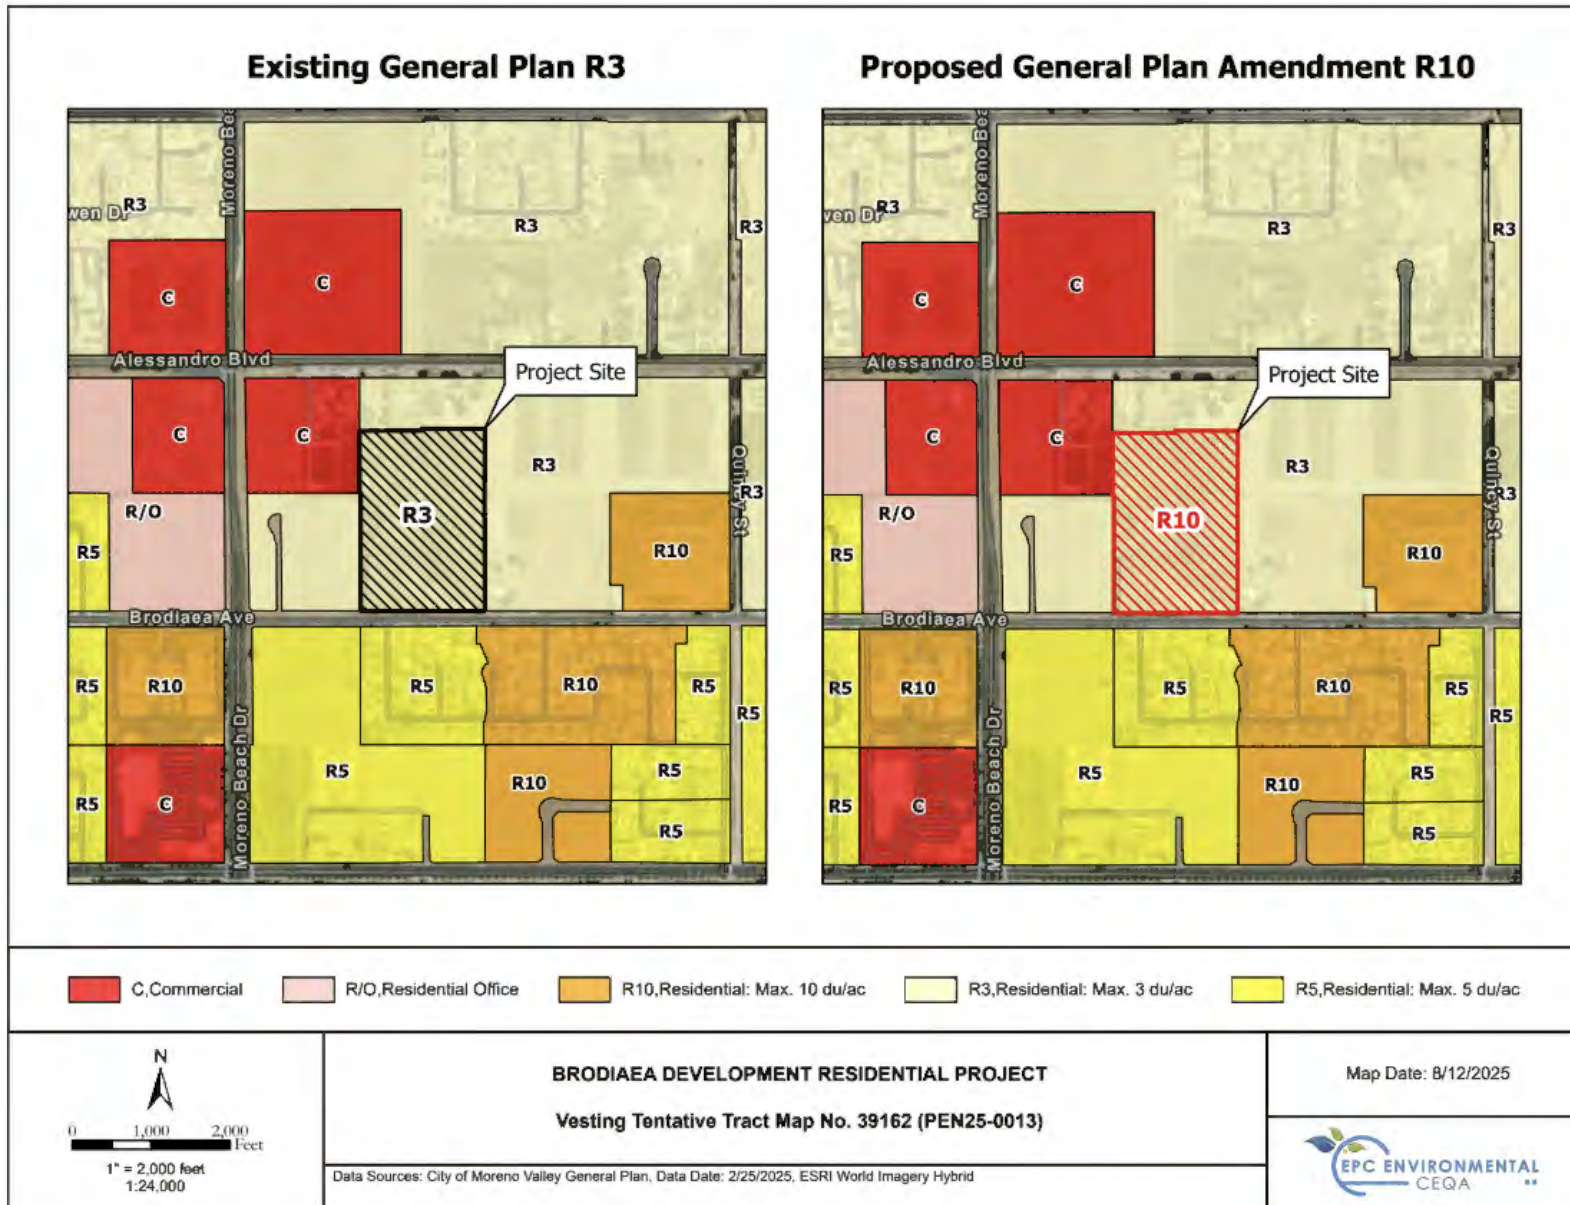 Existing General Plan R3
Proposed General Plan Amendment R10
Moreno Bea
R3
wen Dr
R3
R3
C
C
Alessandro Blvd
Project Site
C
C
R3
Quincy St
R3
R/O
R3
R5
R10
Brodiaea Ave
R5
R10
R5
R10
R5
R5
Moreno Beach Dr
R5
R10
R5
R5
C
R5
Moreno Bea
R3
ven Dr
R3
R3
C
C
Alessandro Blvd
Project Site
C
C
R3
Quincy St
R3
R/O
R10
R5
R10
Brodiaea Ave
R5
R10
R5
R10
R5
R5
Moreno Beach Dr
R5
R10
R5
R5
C
R5
C,Commercial
R/O,Residential Office
R10,Residential: Max. 10 du/ac
R3,Residential: Max. 3 du/ac
R5,Residential: Max. 5 du/ac
N
0 1,000 2,000
Feet
1" = 2,000 feet
1:24,000
BRODIAEA DEVELOPMENT RESIDENTIAL PROJECT
Vesting Tentative Tract Map No. 39162 (PEN25-0013)
Data Sources: City of Moreno Valley General Plan, Data Date: 2/25/2025, ESRI World Imagery Hybrid
Map Date: 8/12/2025
EPC ENVIRONMENTAL
CEQA